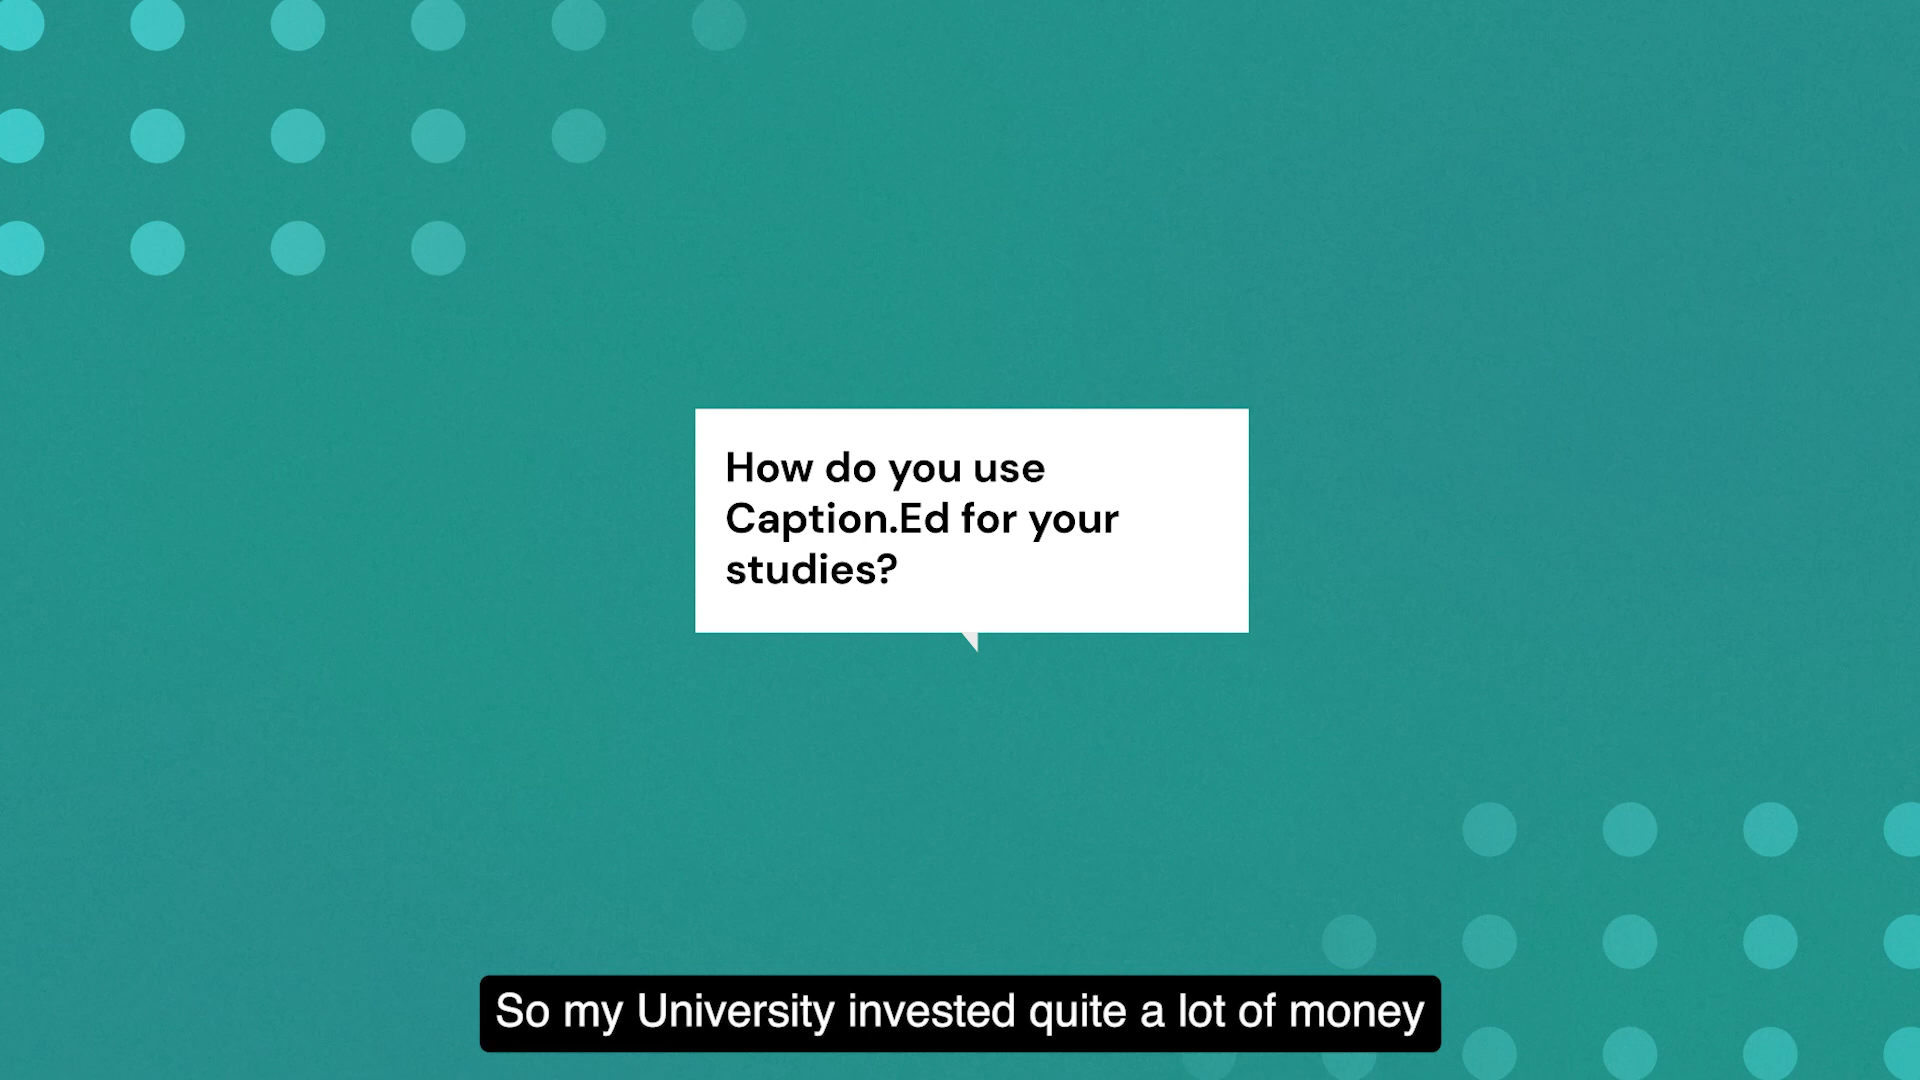 How do you use
Caption.Ed for your
studies?
So my University invested quite a lot of money